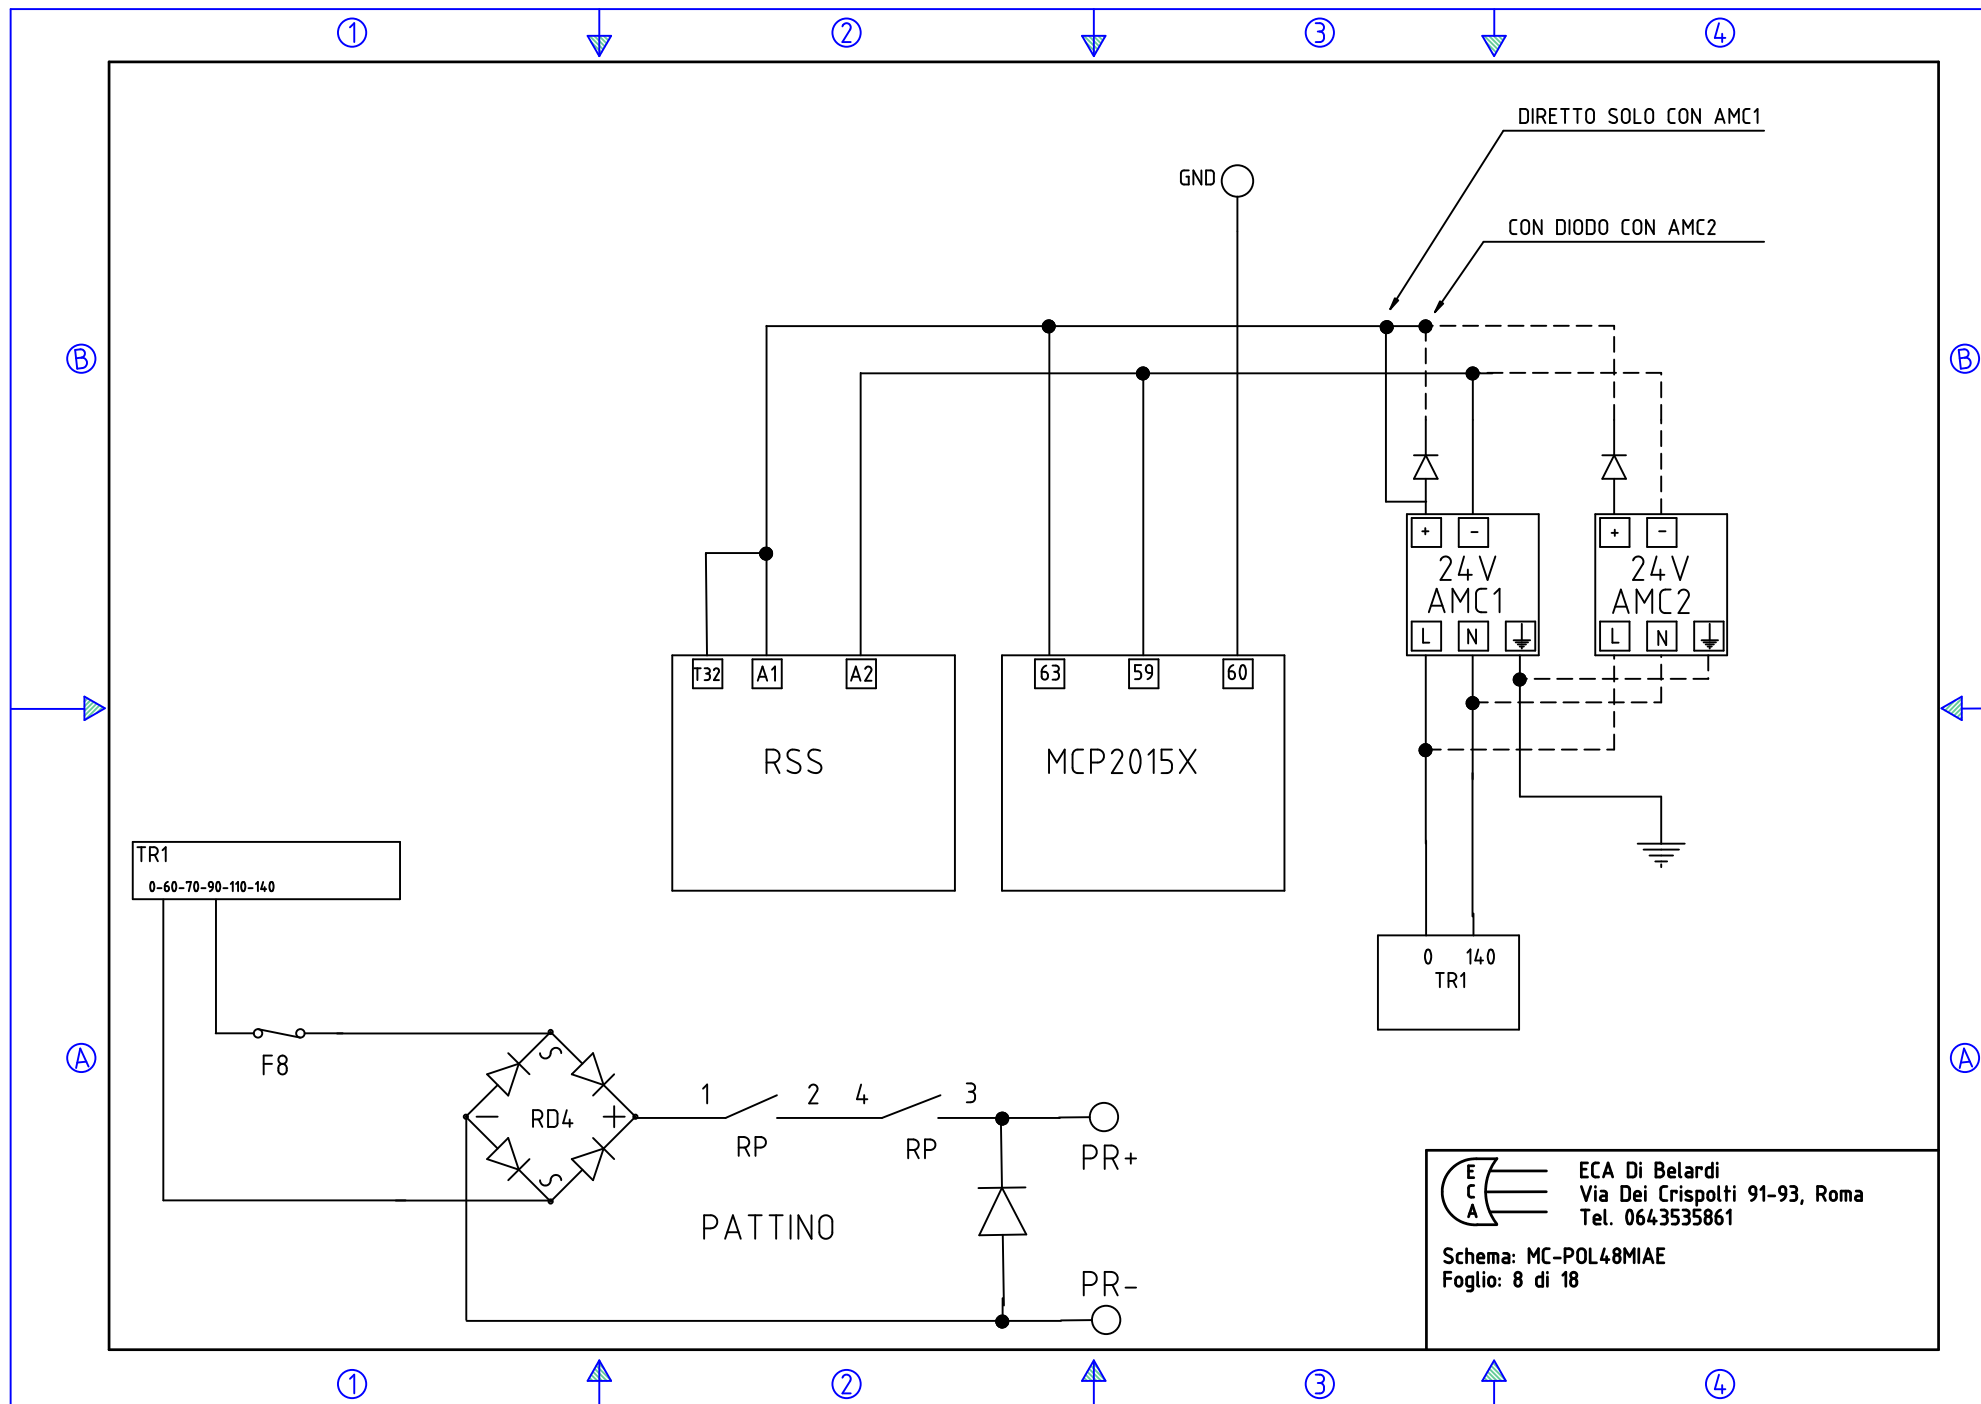 1 2 3 4
DIRETTO SOLO CON AMC1
GND
CON DIODO CON AMC2
B B
+ - + -
24V 24V
AMC1 AMC2
L N L N
T32 A1 A2 63 59 60
RSS MCP2015X
TR1
0-60-70-90-110-140
0 140
TR1
A A
F8
1 2 4 3
RD4
- +
RP RP
PR+
PATTINO
PR-
E
C
A
ECA Di Belardi
Via Dei Crispolti 91-93, Roma
Tel. 0643535861
Schema: MC-POL48MIAE
Foglio: 8 di 18
1 2 3 4